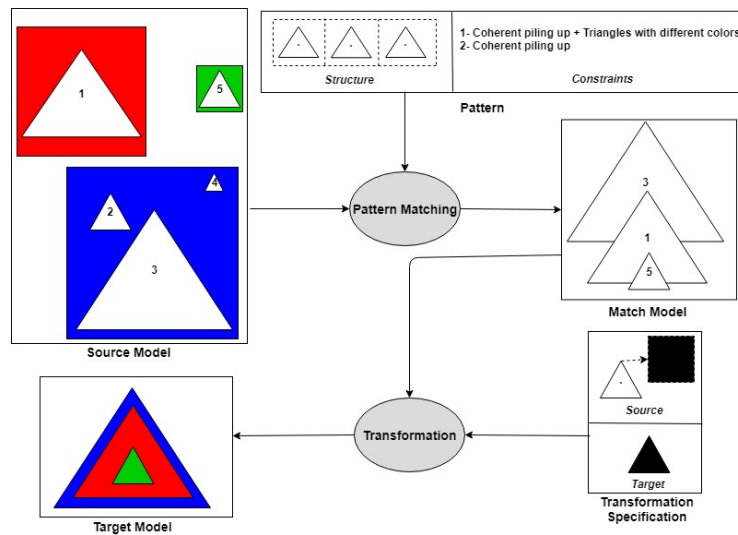 1
5
2
4
3
Source Model
Structure
1- Coherent piling up + Triangles with different colors
2- Coherent piling up
Constraints
Pattern
Pattern Matching
3
1
5
Match Model
Source
Target
Transformation
Specification
Transformation
Target Model